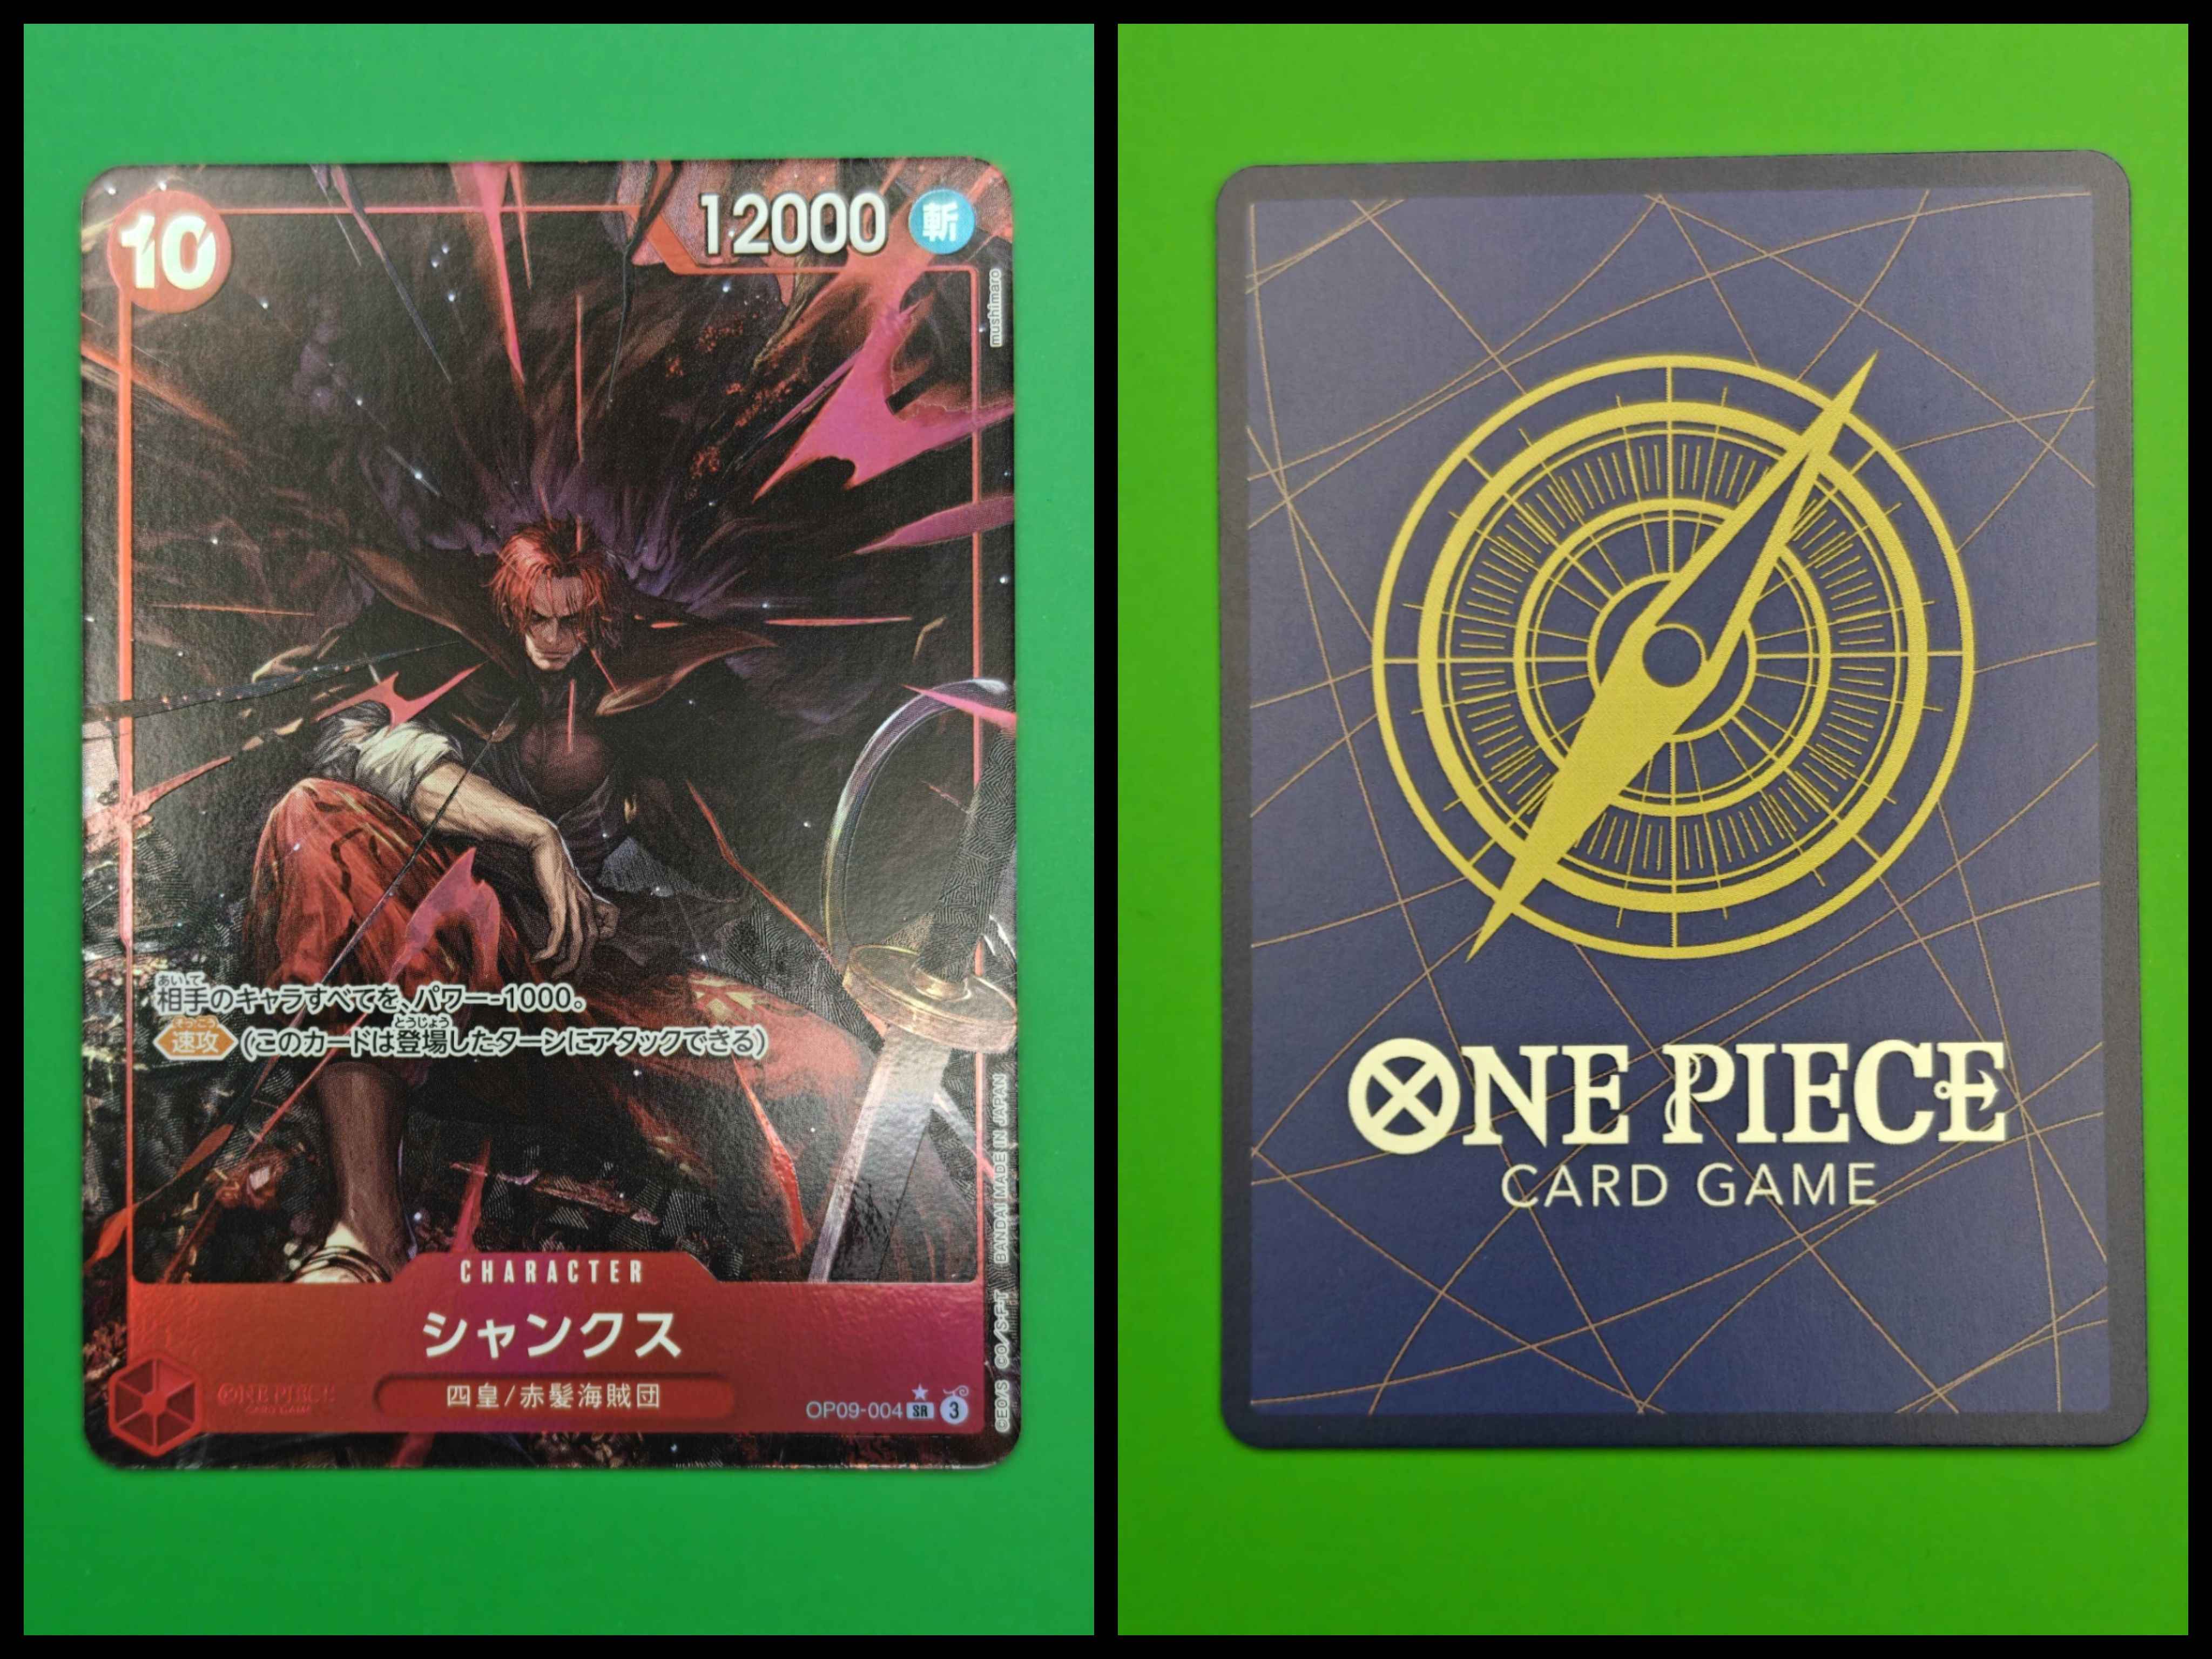 10
12000
斬
mushimaro
あいて
相手のキャラすべてを、パワー-1000。
そっこう とうじょう
速攻 (このカードは登場したターンにアタックできる)
BANDAI MADE IN JAPAN
©EO/S ©O/S・F・T
CHARACTER
シャンクス
四皇/赤髪海賊団
ONE PIECE
CARD GAME
OP09-004 SR 3
ONE PIECE
CARD GAME